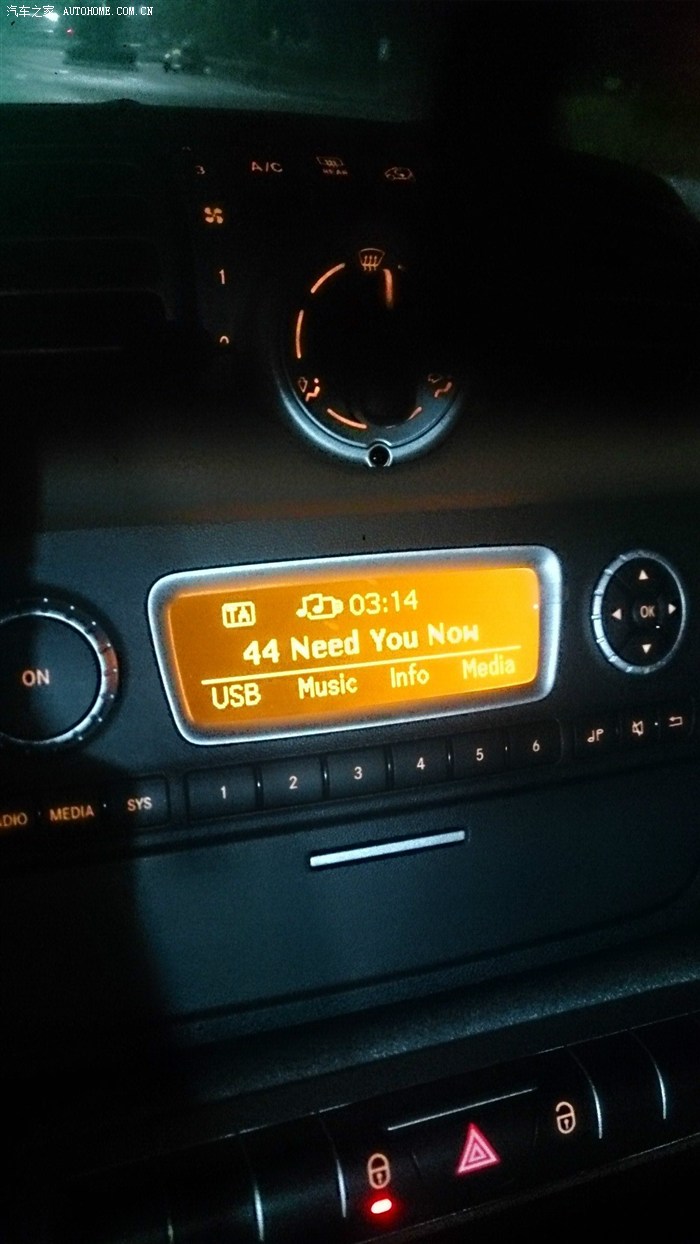 汽车之家 AUTOHOME.COM.CN
A/C
REAR
1
TA 03:14
44 Need You Now
USB Music Info Media
ON
OK
MEDIA SYS 1 2 3 4 5 6